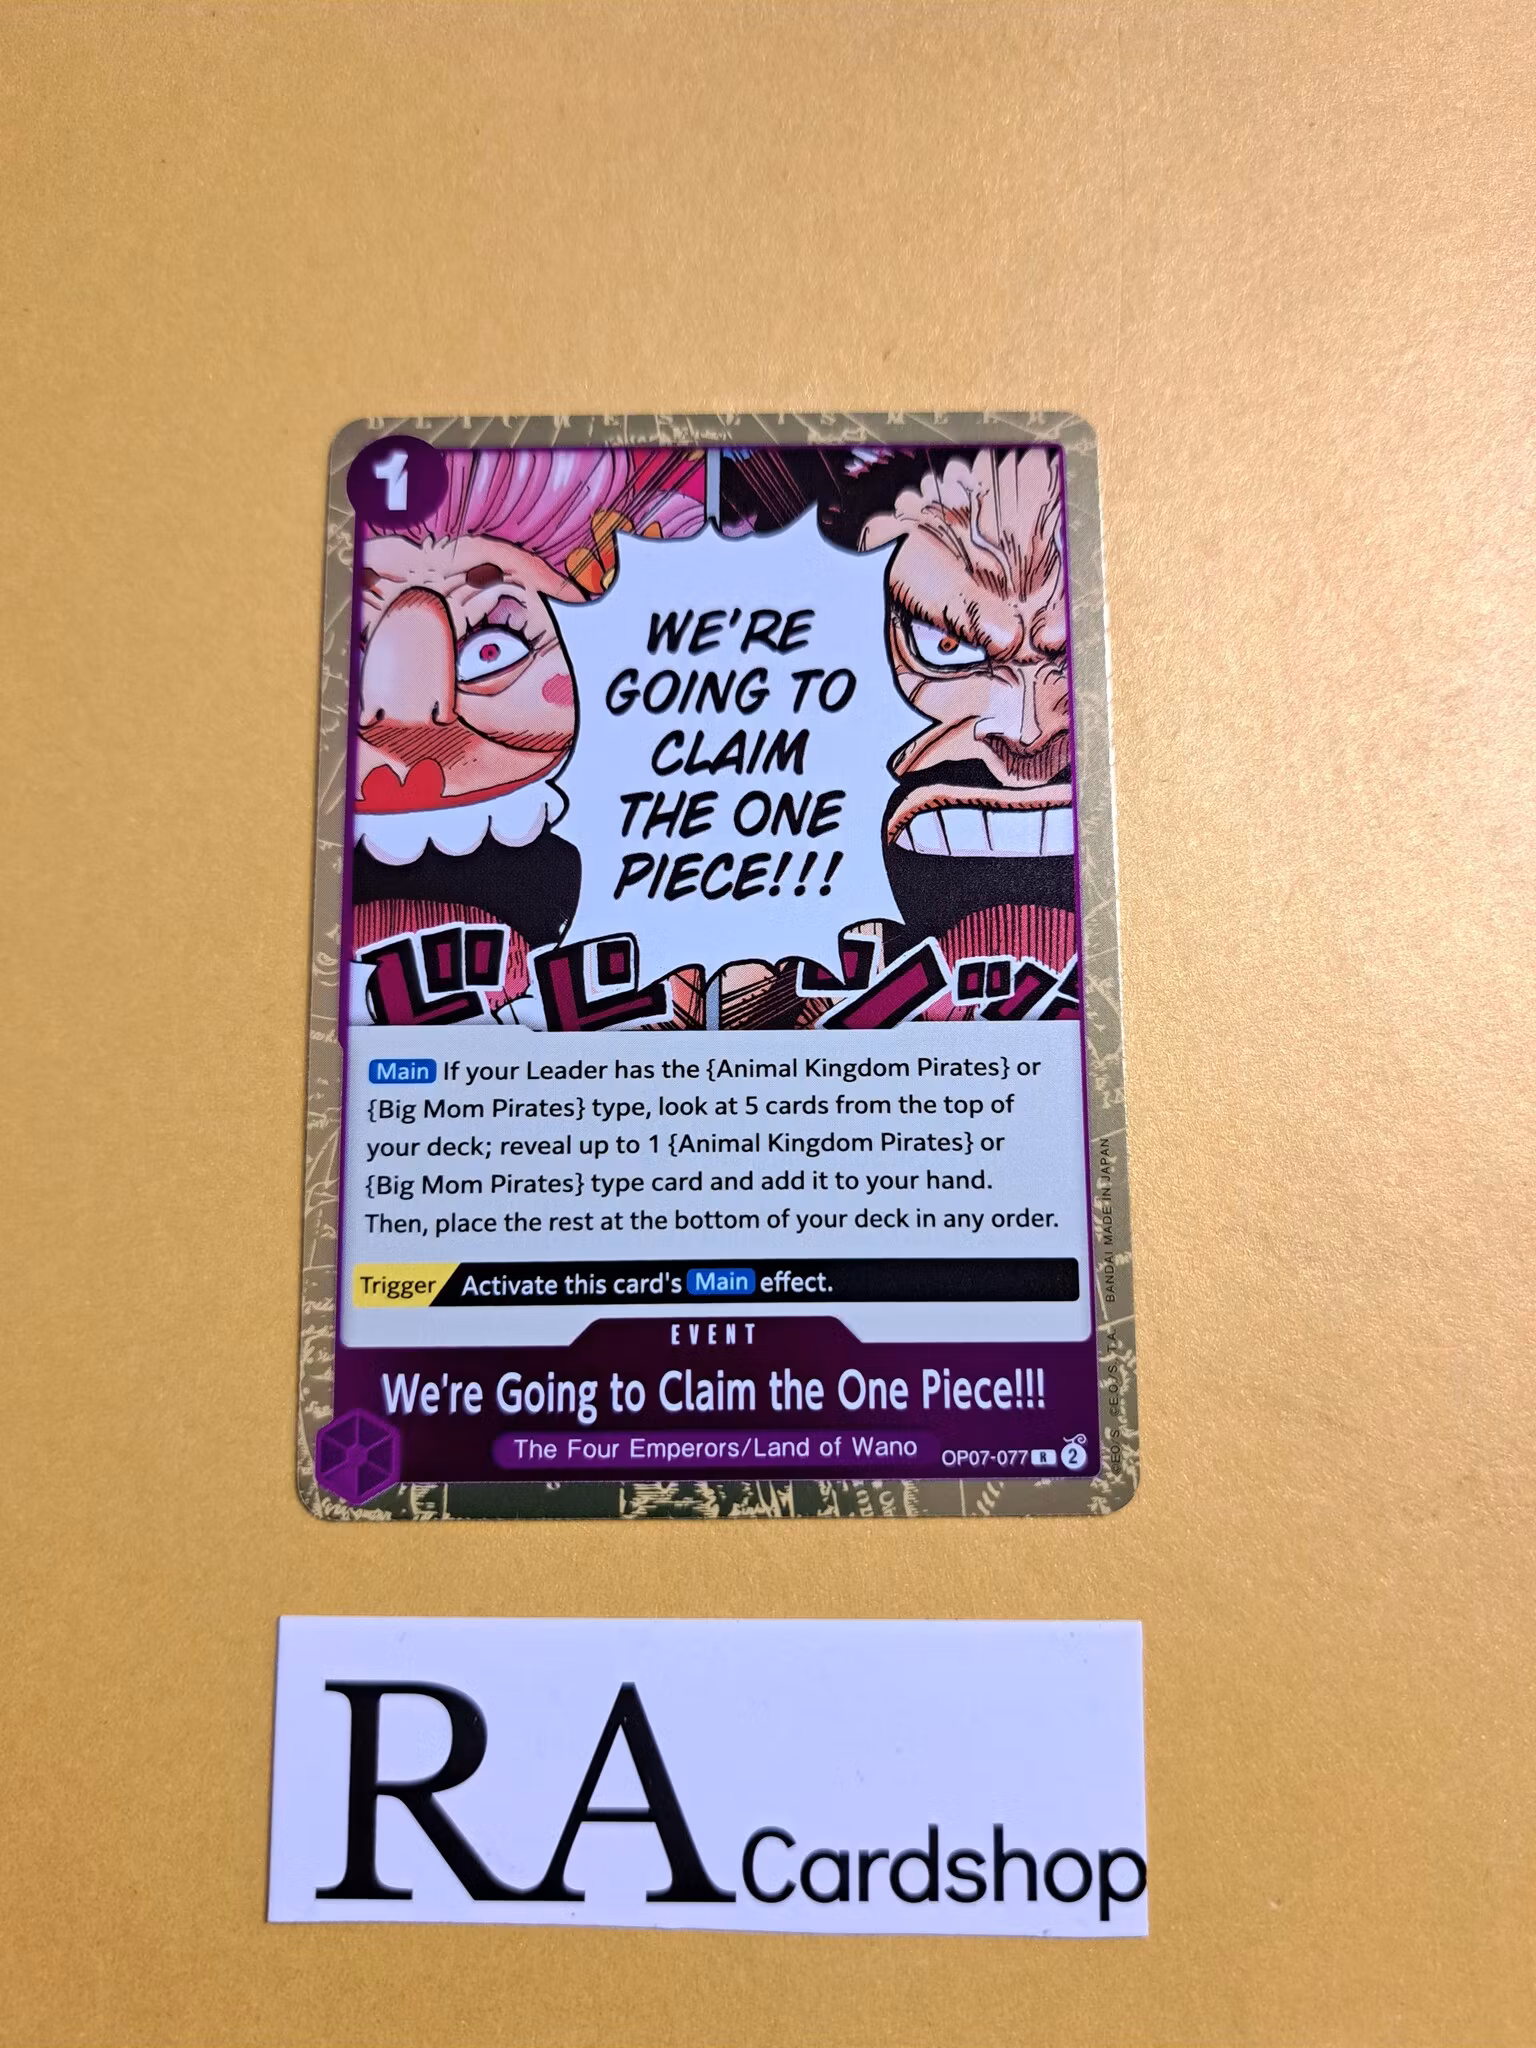 1
WE'RE
GOING TO
CLAIM
THE ONE
PIECE!!!
Main If your Leader has the {Animal Kingdom Pirates} or
{Big Mom Pirates} type, look at 5 cards from the top of
your deck; reveal up to 1 {Animal Kingdom Pirates} or
{Big Mom Pirates} type card and add it to your hand.
Then, place the rest at the bottom of your deck in any order.
Trigger Activate this card's Main effect.
EVENT
We're Going to Claim the One Piece!!!
The Four Emperors/Land of Wano
OP07-077 R 2
©E.O./S., T.A. BANDAI MADE IN JAPAN
RA Cardshop